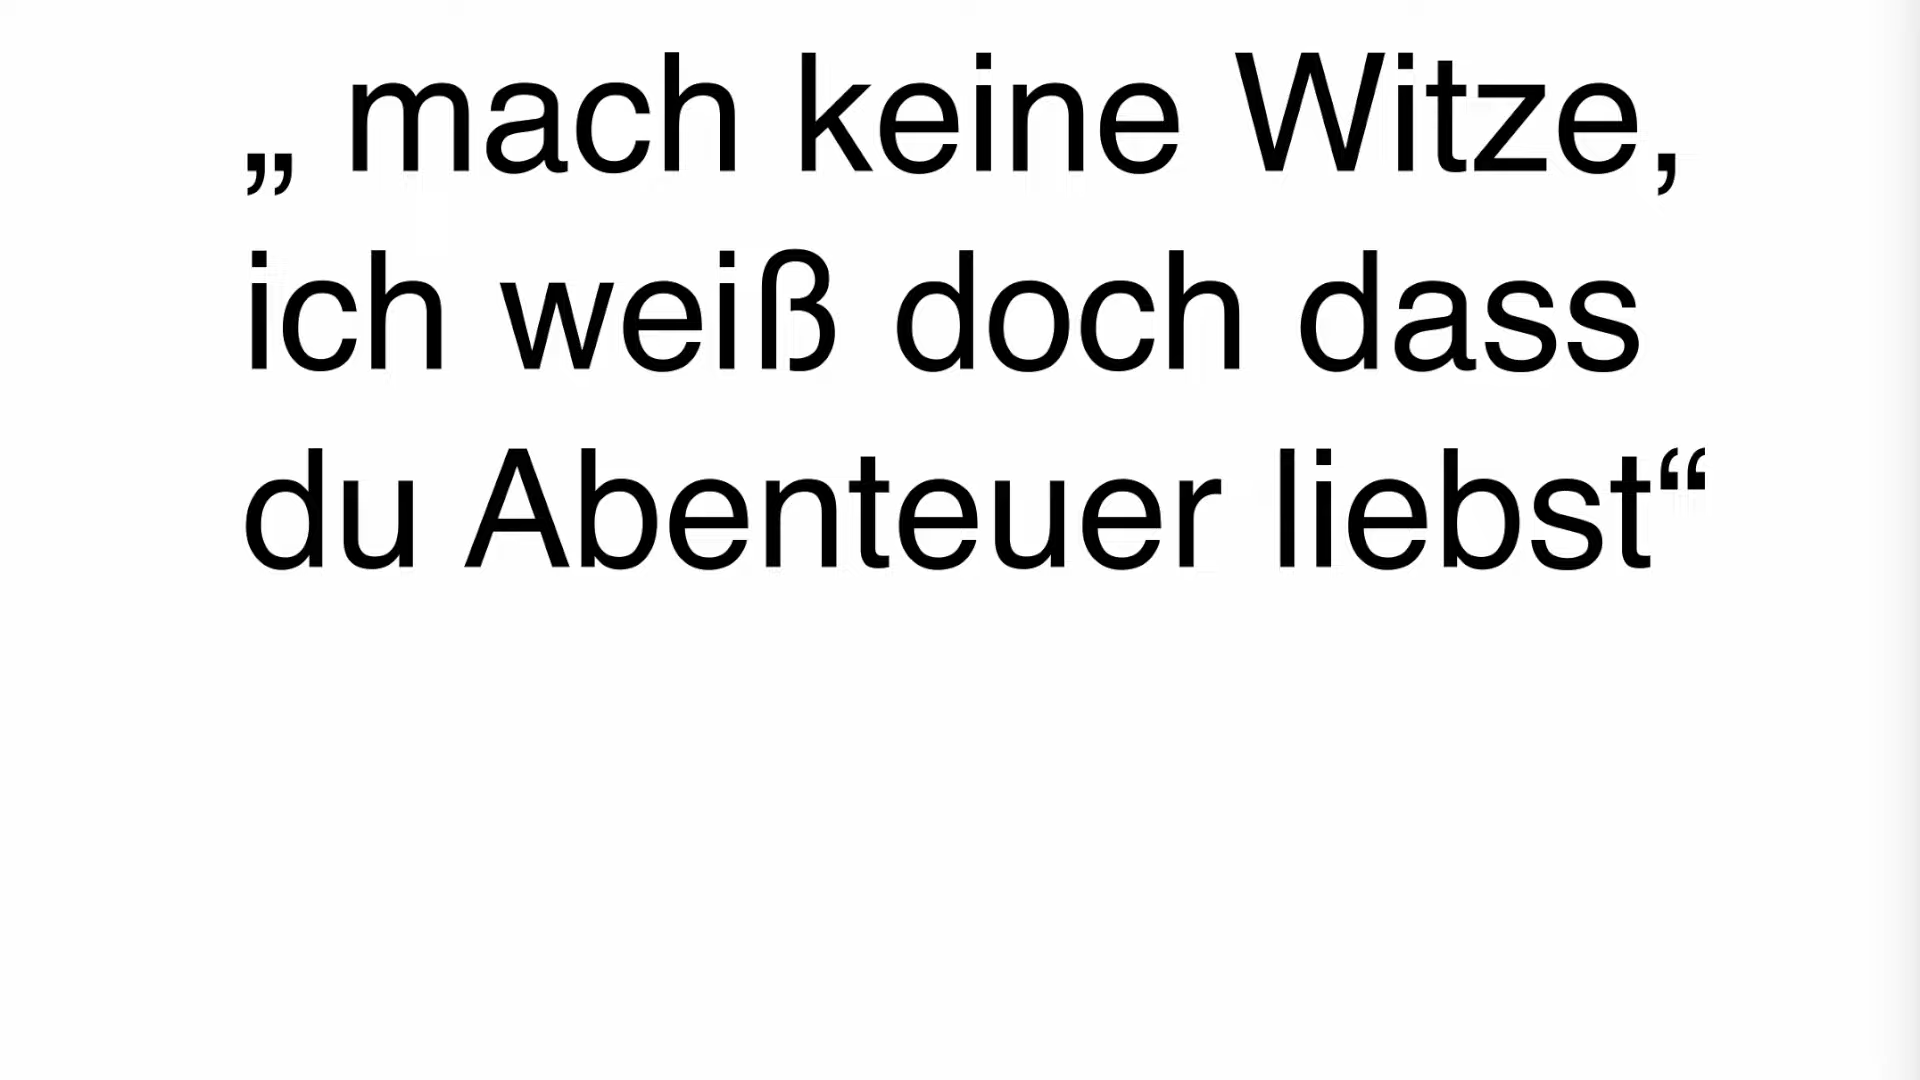 „ mach keine Witze,
ich weiß doch dass
du Abenteuer liebst“